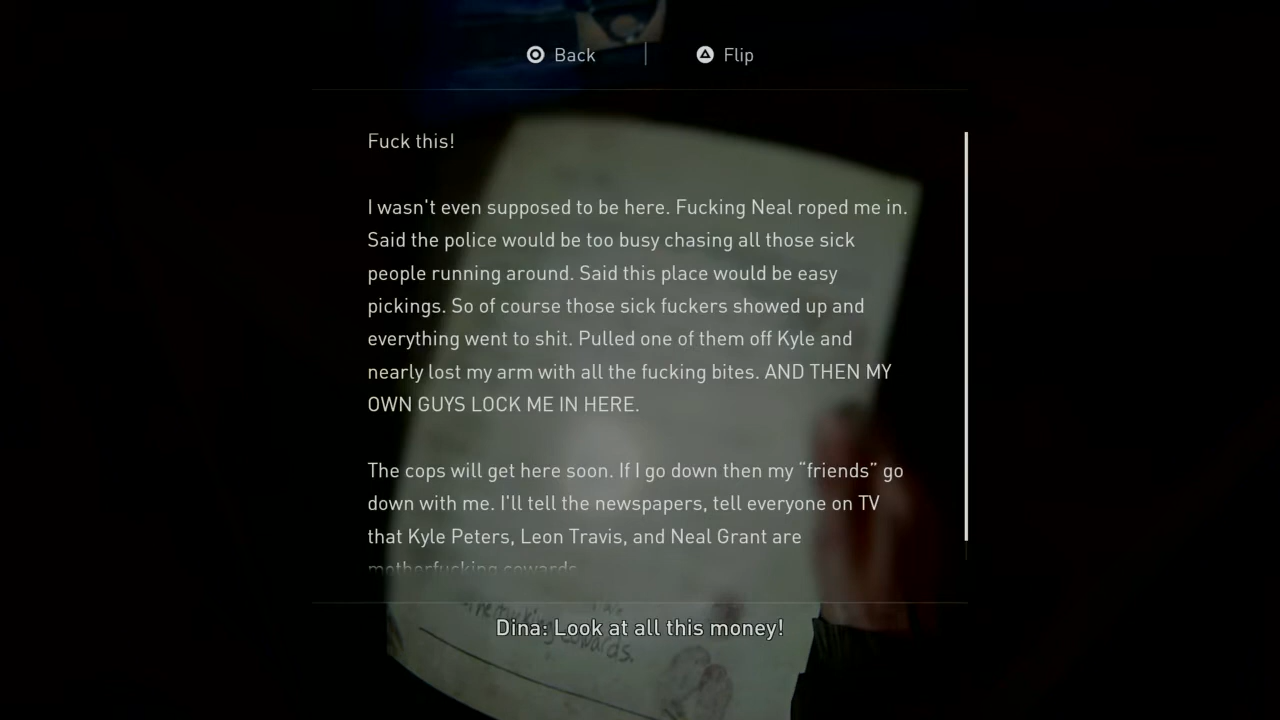 Back
Flip
Fuck this!
I wasn't even supposed to be here. Fucking Neal roped me in.
Said the police would be too busy chasing all those sick
people running around. Said this place would be easy
pickings. So of course those sick fuckers showed up and
everything went to shit. Pulled one of them off Kyle and
nearly lost my arm with all the fucking bites. AND THEN MY
OWN GUYS LOCK ME IN HERE.
The cops will get here soon. If I go down then my “friends” go
down with me. I'll tell the newspapers, tell everyone on TV
that Kyle Peters, Leon Travis, and Neal Grant are
motherfucking cowards.
cowards.
Dina: Look at all this money!